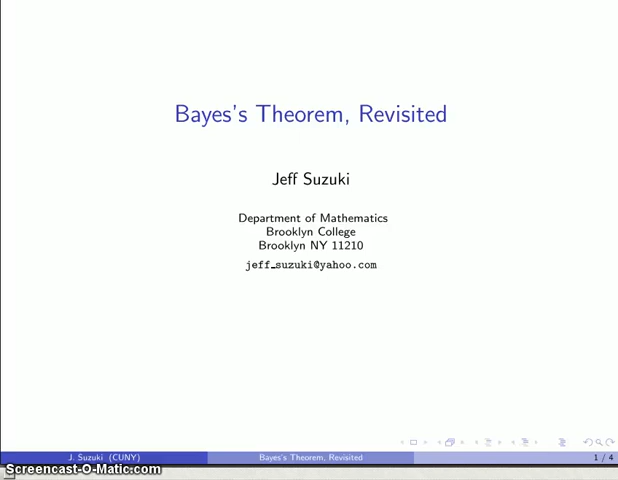 Bayes's Theorem, Revisited
Jeff Suzuki
Department of Mathematics
Brooklyn College
Brooklyn NY 11210
jeff_suzuki@yahoo.com
J. Suzuki (CUNY) Bayes's Theorem, Revisited 1 / 4
Screencast-O-Matic.com